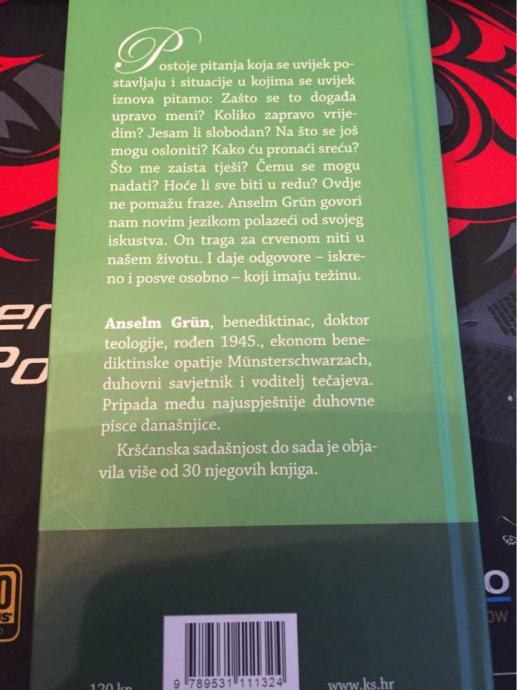 Postoje pitanja koja se uvijek po-
stavljaju i situacije u kojima se uvijek
iznova pitamo: Zašto se to događa
upravo meni? Koliko zapravo vrije-
dim? Jesam li slobodan? Na što se još
mogu osloniti? Kako ću pronaći sreću?
Što me zaista tješi? Čemu se mogu
nadati? Hoće li sve biti u redu? Ovdje
ne pomažu fraze. Anselm Grün govori
nam novim jezikom polazeći od svojeg
iskustva. On traga za crvenom niti u
našem životu. I daje odgovore – iskre-
no i posve osobno – koji imaju težinu.
Anselm Grün, benediktinac, doktor
teologije, rođen 1945., ekonom bene-
diktinske opatije Münsterschwarzach,
duhovni savjetnik i voditelj tečajeva.
Pripada među najuspješnije duhovne
pisce današnjice.
Kršćanska sadašnjost do sada je obja-
vila više od 30 njegovih knjiga.
120 kn
9 789531 111324
www.ks.hr